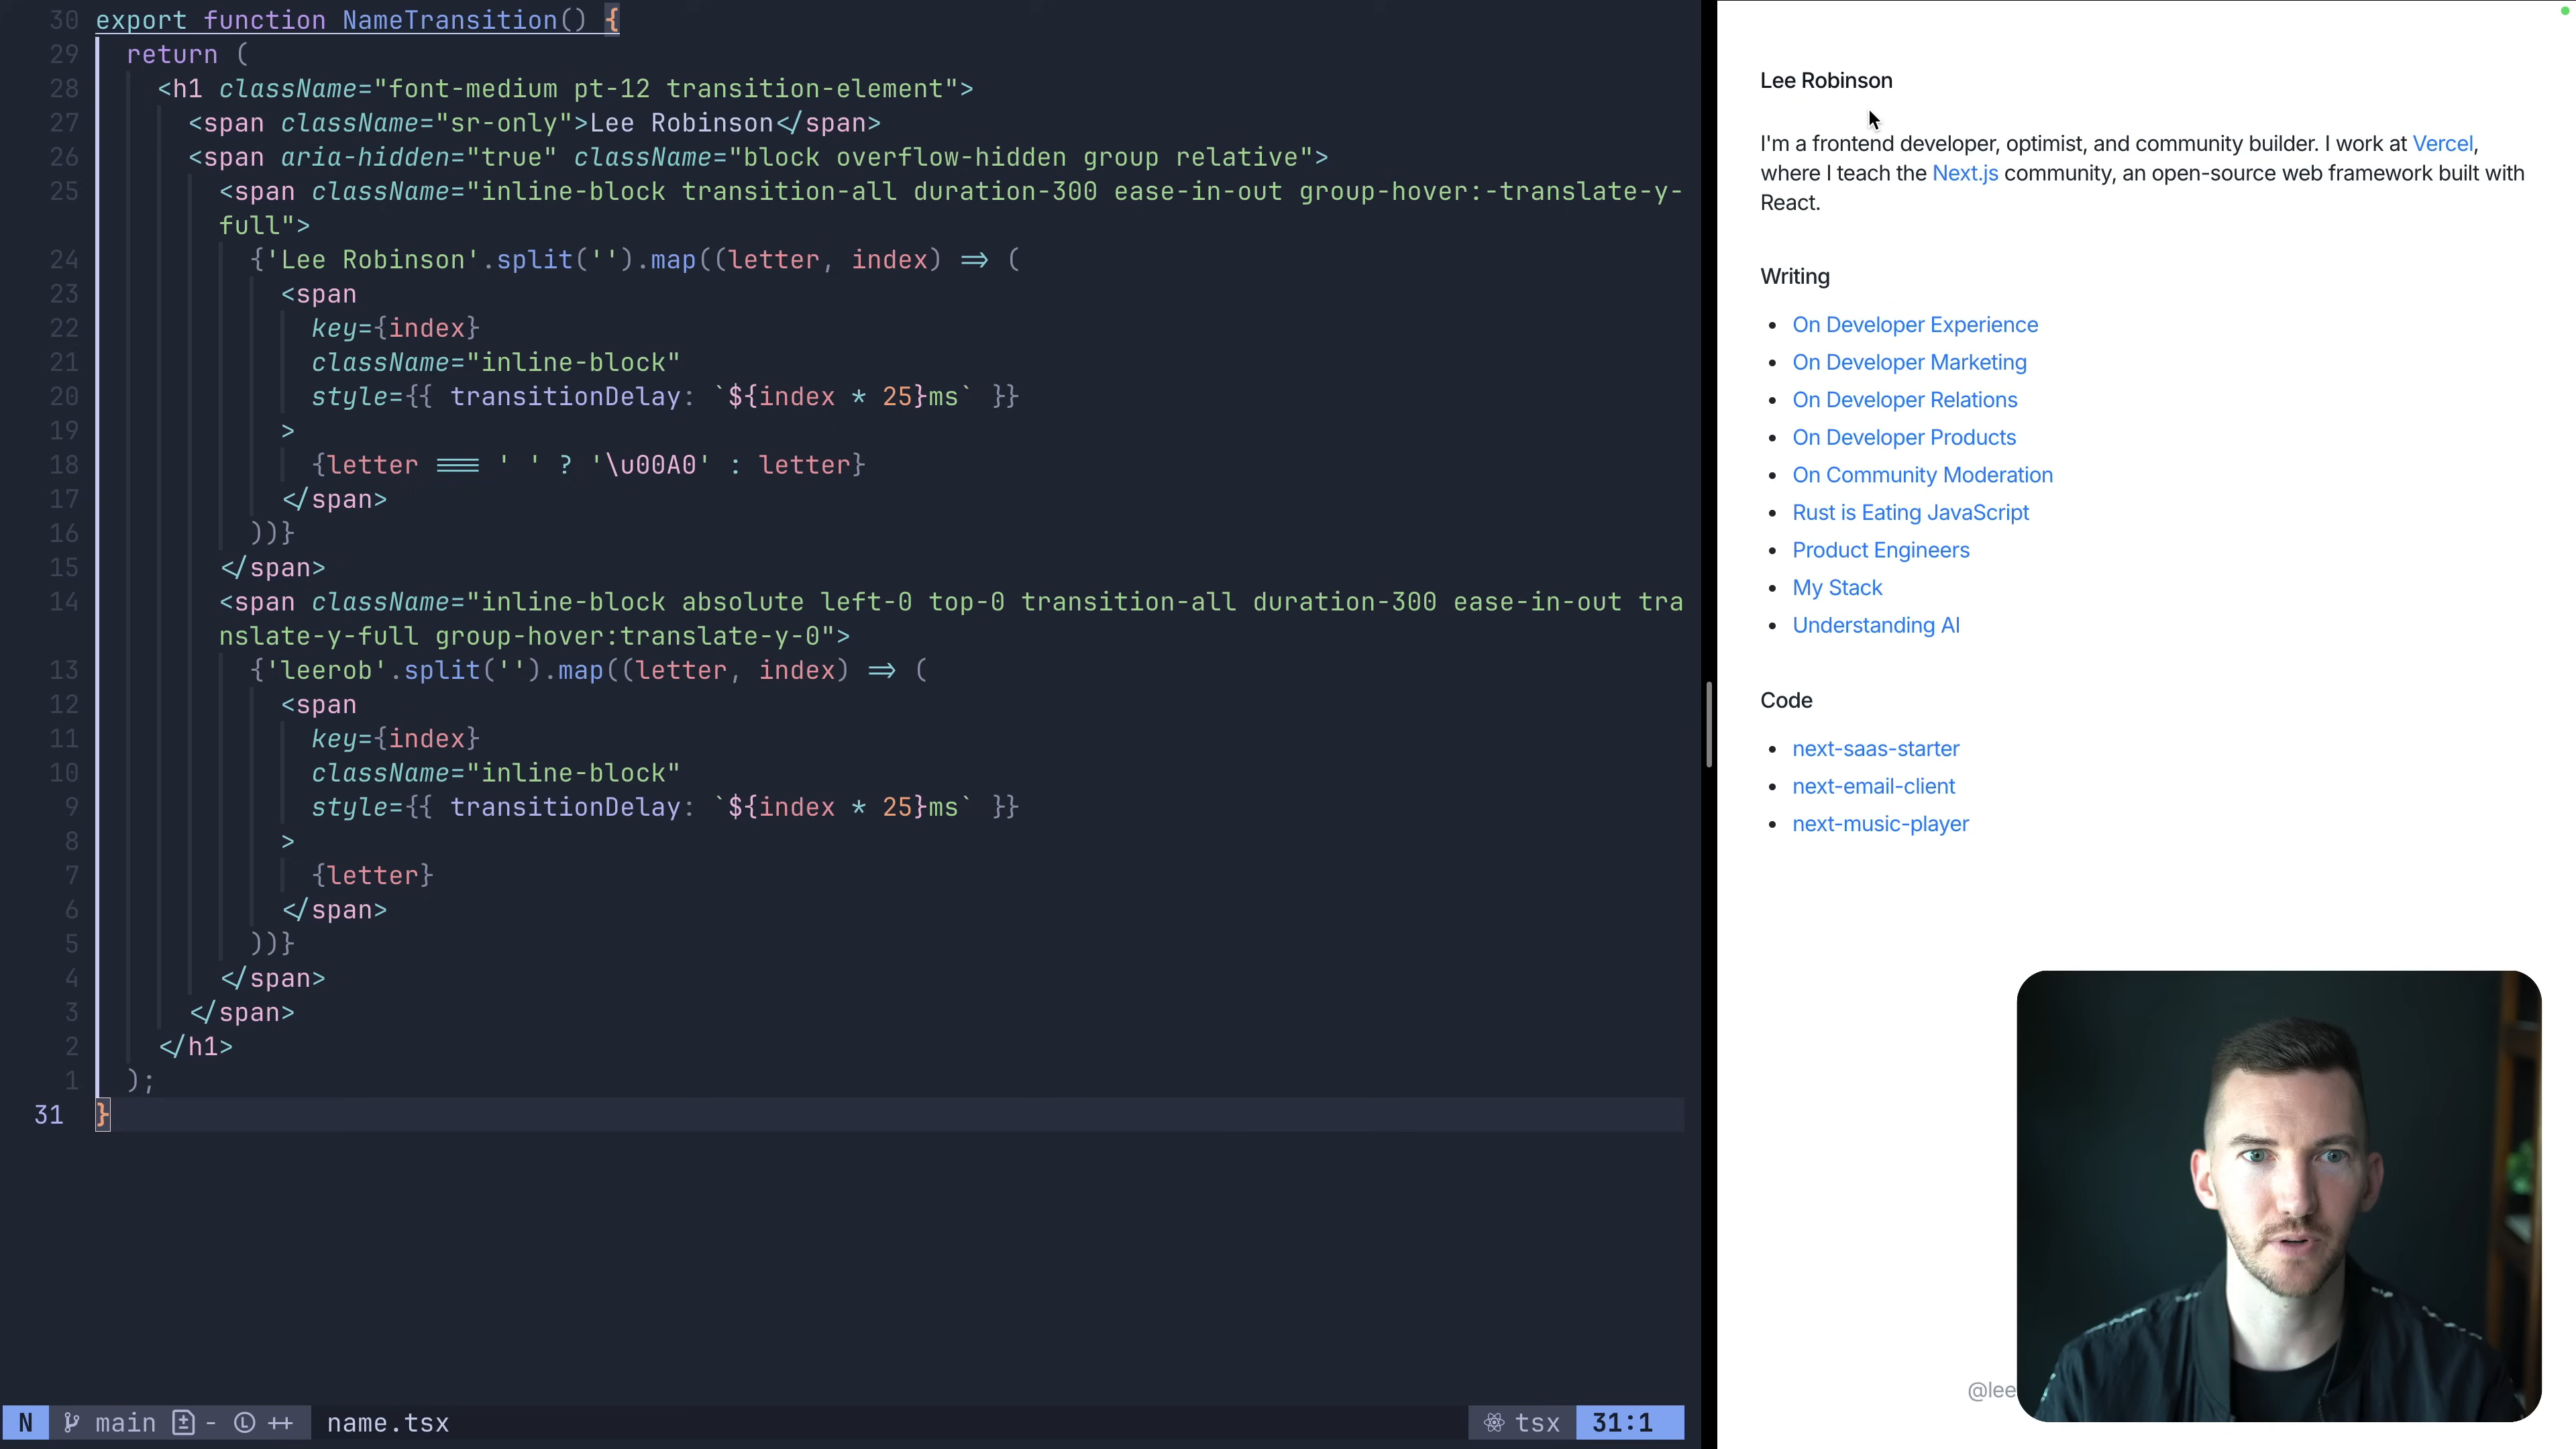 30 export function NameTransition() {
29 return (
28 <h1 className="font-medium pt-12 transition-element">
27 <span className="sr-only">Lee Robinson</span>
26 <span aria-hidden="true" className="block overflow-hidden group relative">
25 <span className="inline-block transition-all duration-300 ease-in-out group-hover:-translate-y-
full">
24 {'Lee Robinson'.split('').map((letter, index) => (
23 <span
22 key={index}
21 className="inline-block"
20 style={{ transitionDelay: `${index * 25}ms` }}
19 >
18 {letter === ' ' ? '\u00A0' : letter}
17 </span>
16 ))}
15 </span>
14 <span className="inline-block absolute left-0 top-0 transition-all duration-300 ease-in-out tra
nslate-y-full group-hover:translate-y-0">
13 {'leerob'.split('').map((letter, index) => (
12 <span
11 key={index}
10 className="inline-block"
9 style={{ transitionDelay: `${index * 25}ms` }}
8 >
7 {letter}
6 </span>
5 ))}
4 </span>
3 </span>
2 </h1>
1 );
31 }
N main - L name.tsx tsx 31:1
Lee Robinson
I'm a frontend developer, optimist, and community builder. I work at Vercel,
where I teach the Next.js community, an open-source web framework built with
React.
Writing
• On Developer Experience
• On Developer Marketing
• On Developer Relations
• On Developer Products
• On Community Moderation
• Rust is Eating JavaScript
• Product Engineers
• My Stack
• Understanding AI
Code
• next-saas-starter
• next-email-client
• next-music-player
@lee